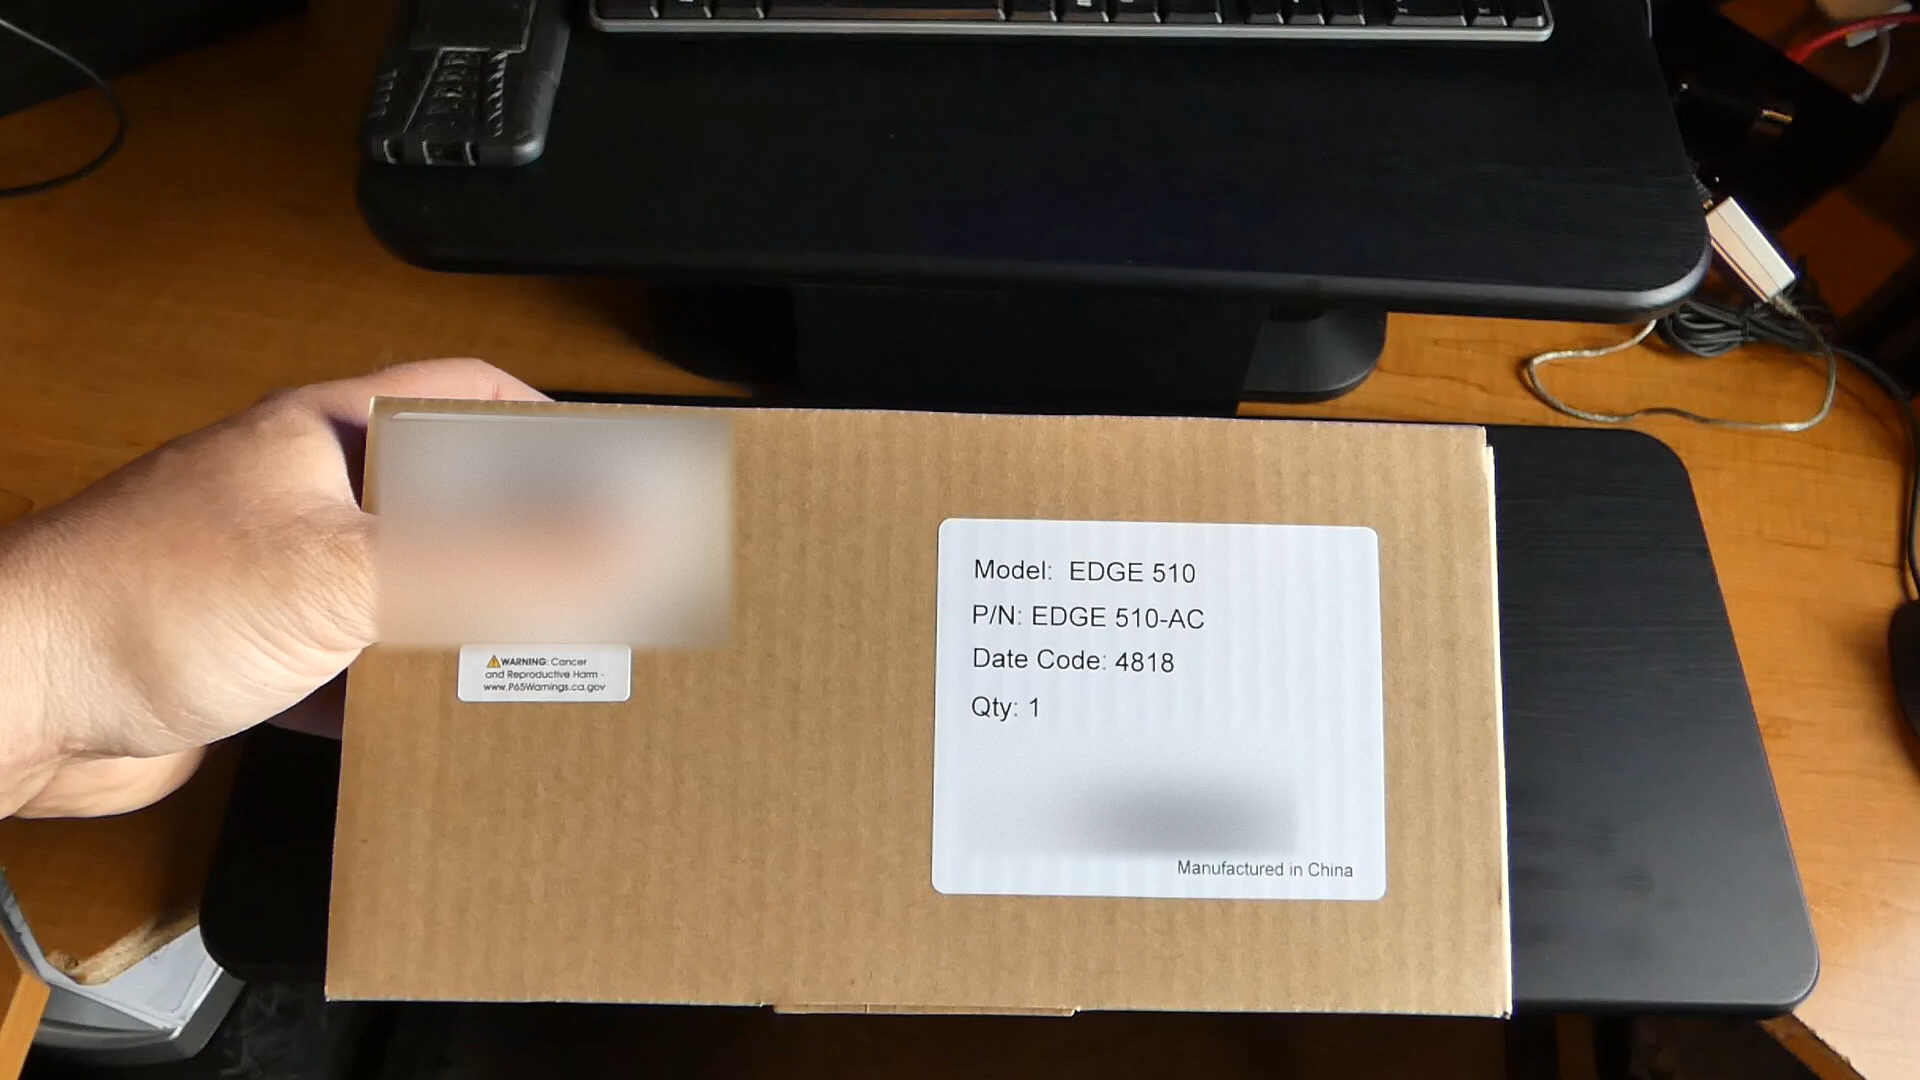 WARNING: Cancer
and Reproductive Harm -
www.P65Warnings.ca.gov
Model: EDGE 510
P/N: EDGE 510-AC
Date Code: 4818
Qty: 1
Manufactured in China